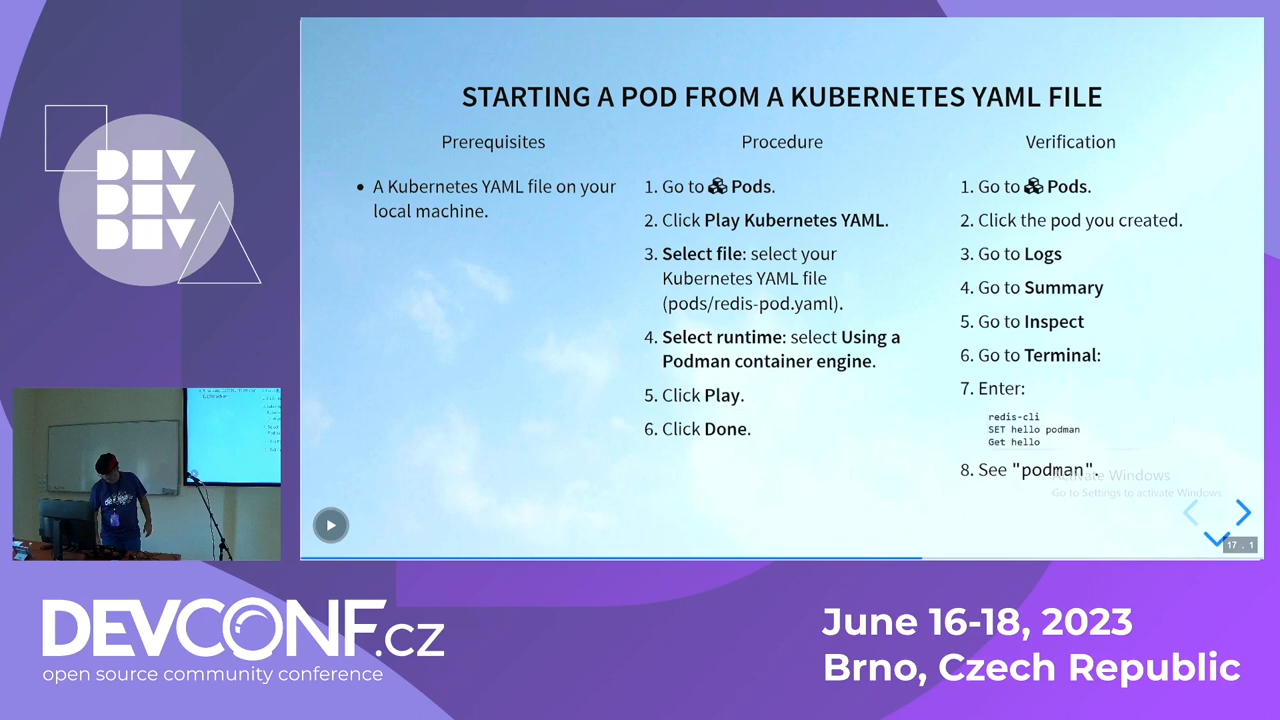 DEV
DEV
DEV
STARTING A POD FROM A KUBERNETES YAML FILE
Prerequisites
• A Kubernetes YAML file on your
local machine.
Procedure
1. Go to Pods.
2. Click Play Kubernetes YAML.
3. Select file: select your
Kubernetes YAML file
(pods/redis-pod.yaml).
4. Select runtime: select Using a
Podman container engine.
5. Click Play.
6. Click Done.
Verification
1. Go to Pods.
2. Click the pod you created.
3. Go to Logs
4. Go to Summary
5. Go to Inspect
6. Go to Terminal:
7. Enter:
redis-cli
SET hello podman
Get hello
8. See "podman".
Activate Windows
Go to Settings to activate Windows.
17 . 1
DEVCONF.cz
open source community conference
June 16-18, 2023
Brno, Czech Republic